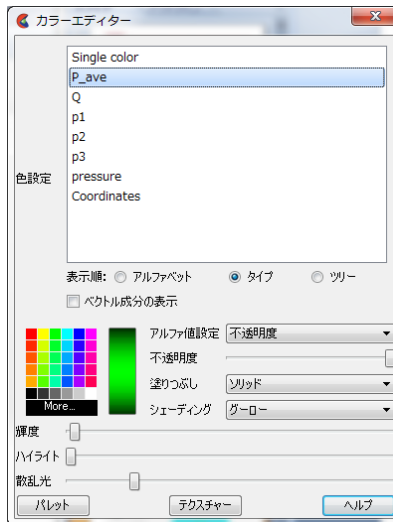 カラーエディター
Single color
P_ave
Q
p1
p2
p3
pressure
Coordinates
色設定
表示順: アルファベット タイプ ツリー
ベクトル成分の表示
アルファ値設定 不透明度
不透明度
塗りつぶし ソリッド
More... シェーディング グーロー
輝度
ハイライト
散乱光
パレット テクスチャー ヘルプ